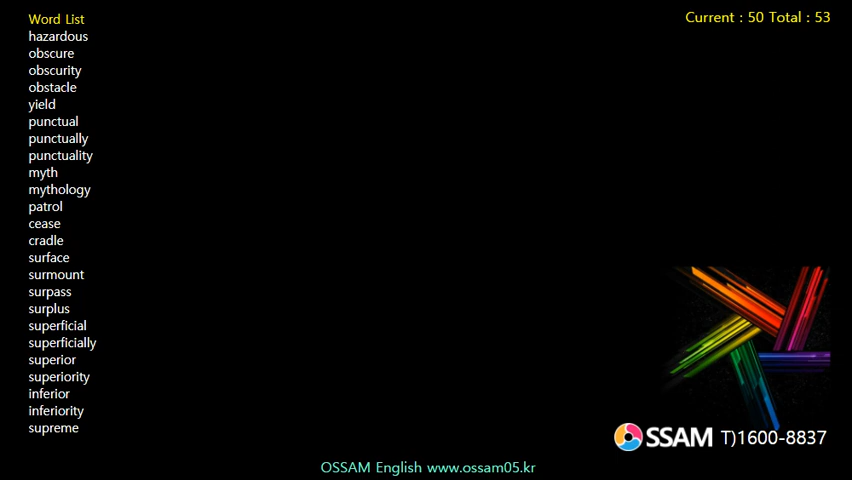 Word List
Current : 50 Total : 53
hazardous
obscure
obscurity
obstacle
yield
punctual
punctually
punctuality
myth
mythology
patrol
cease
cradle
surface
surmount
surpass
surplus
superficial
superficially
superior
superiority
inferior
inferiority
supreme
OSSAM T)1600-8837
OSSAM English www.ossam05.kr